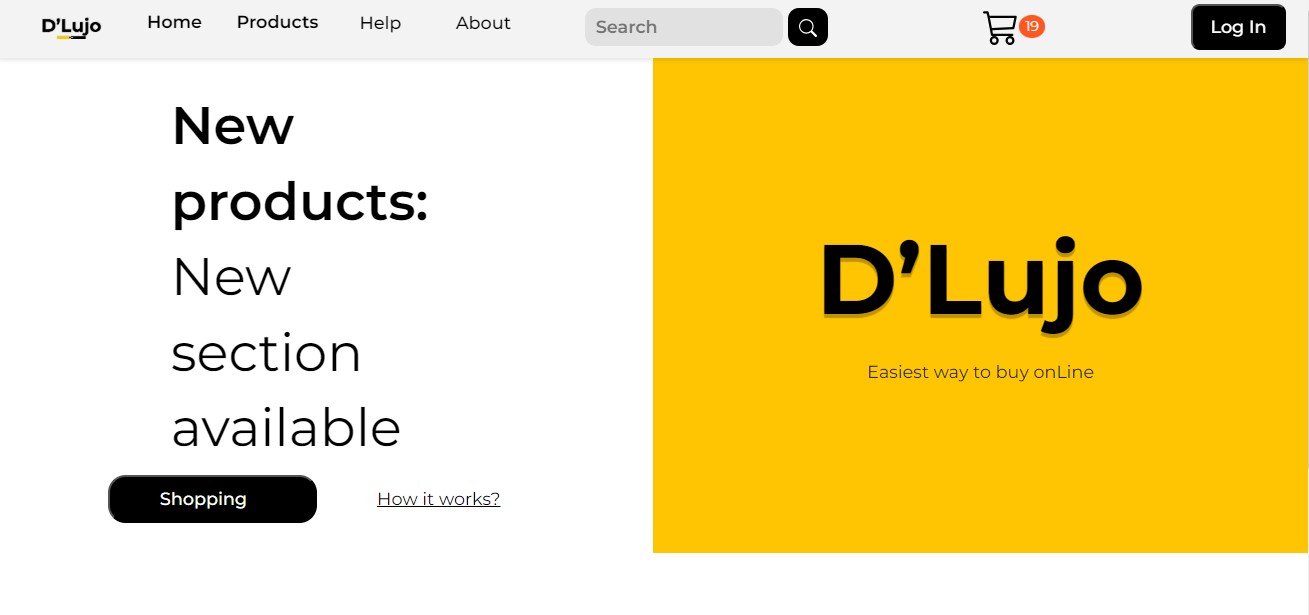 D'Lujo
Home
Products
Help
About
Search
19
Log In
New
products:
New
section
available
Shopping
How it works?
D'Lujo
Easiest way to buy onLine